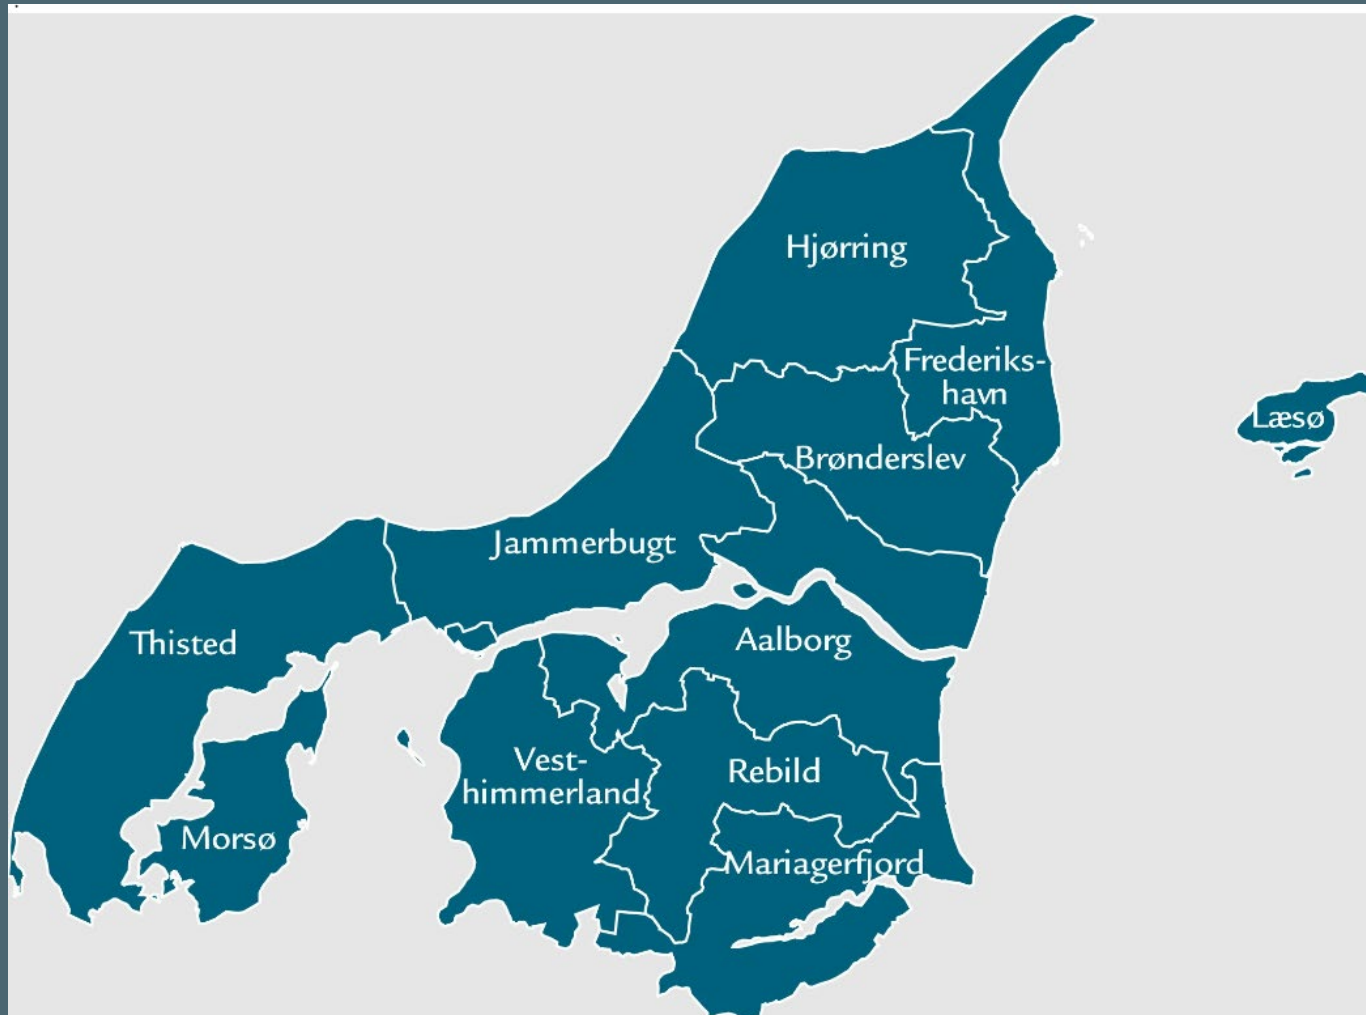 Hjørring
Frederiks-
havn
Læsø
Brønderslev
Jammerbugt
Thisted
Aalborg
Vest-
himmerland
Rebild
Morsø
Mariagerfjord